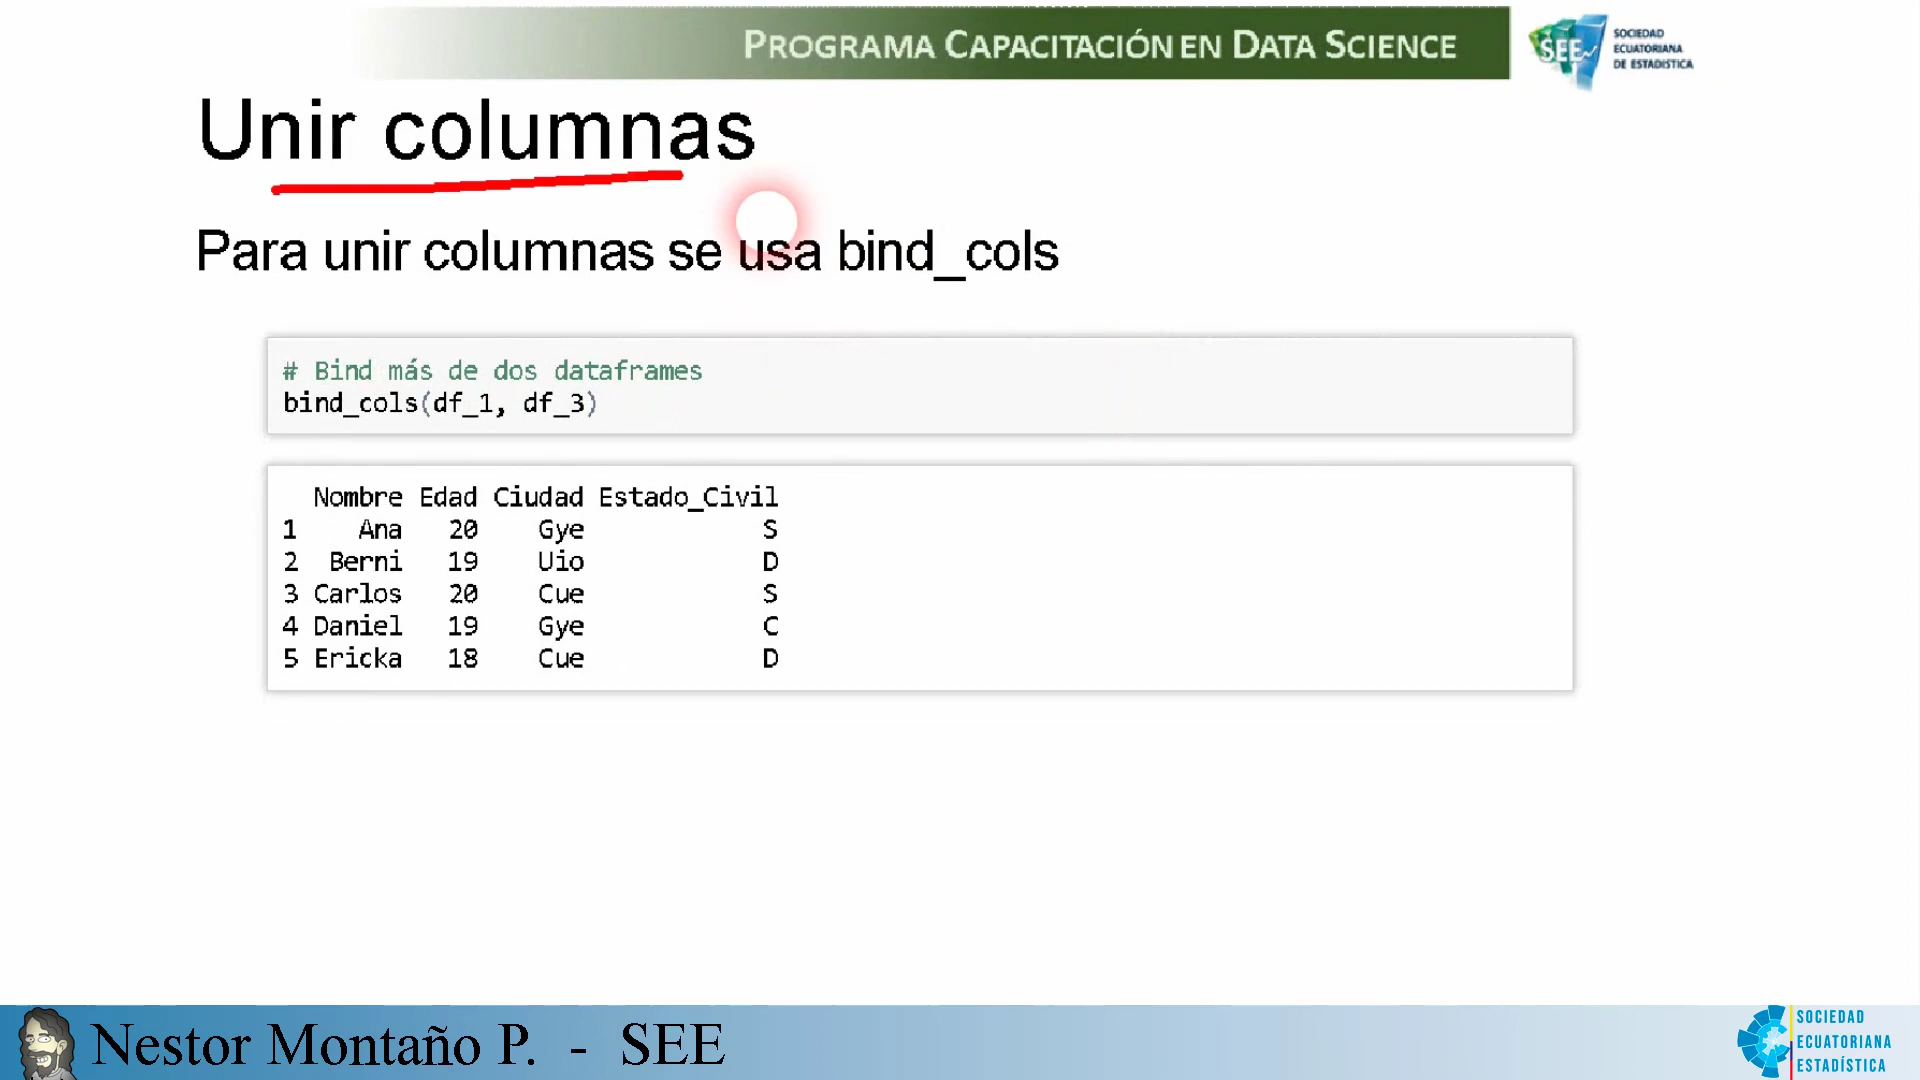 PROGRAMA CAPACITACIÓN EN DATA SCIENCE
SEE
SOCIEDAD
ECUATORIANA
DE ESTADISTICA
Unir columnas
Para unir columnas se usa bind_cols
# Bind más de dos dataframes
bind_cols(df_1, df_3)
Nombre Edad Ciudad Estado_Civil
1 Ana 20 Gye S
2 Berni 19 Uio D
3 Carlos 20 Cue S
4 Daniel 19 Gye C
5 Ericka 18 Cue D
Nestor Montaño P. - SEE
SOCIEDAD
ECUATORIANA
ESTADÍSTICA